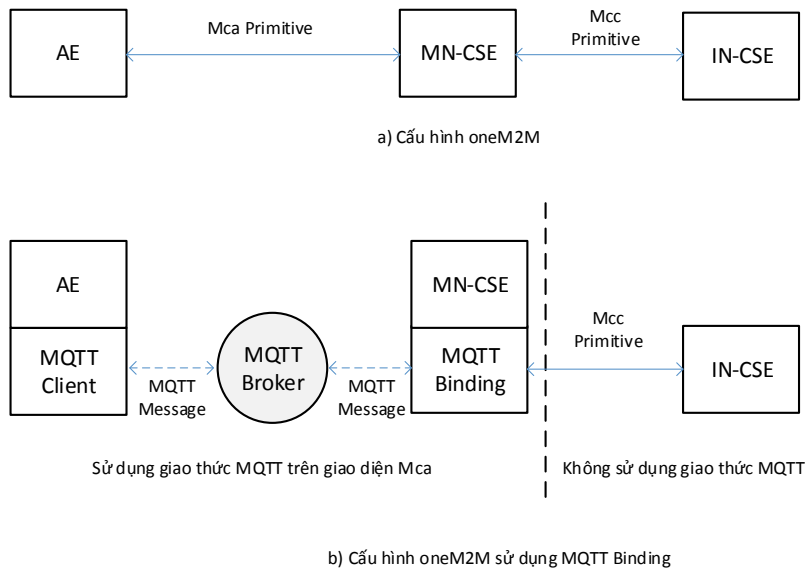 AE
Mca Primitive
MN-CSE
Mcc
Primitive
IN-CSE
a) Cấu hình oneM2M
AE
MQTT
Client
MQTT
Message
MQTT
Broker
MQTT
Message
MN-CSE
MQTT
Binding
Mcc
Primitive
IN-CSE
Sử dụng giao thức MQTT trên giao diện Mca
Không sử dụng giao thức MQTT
b) Cấu hình oneM2M sử dụng MQTT Binding